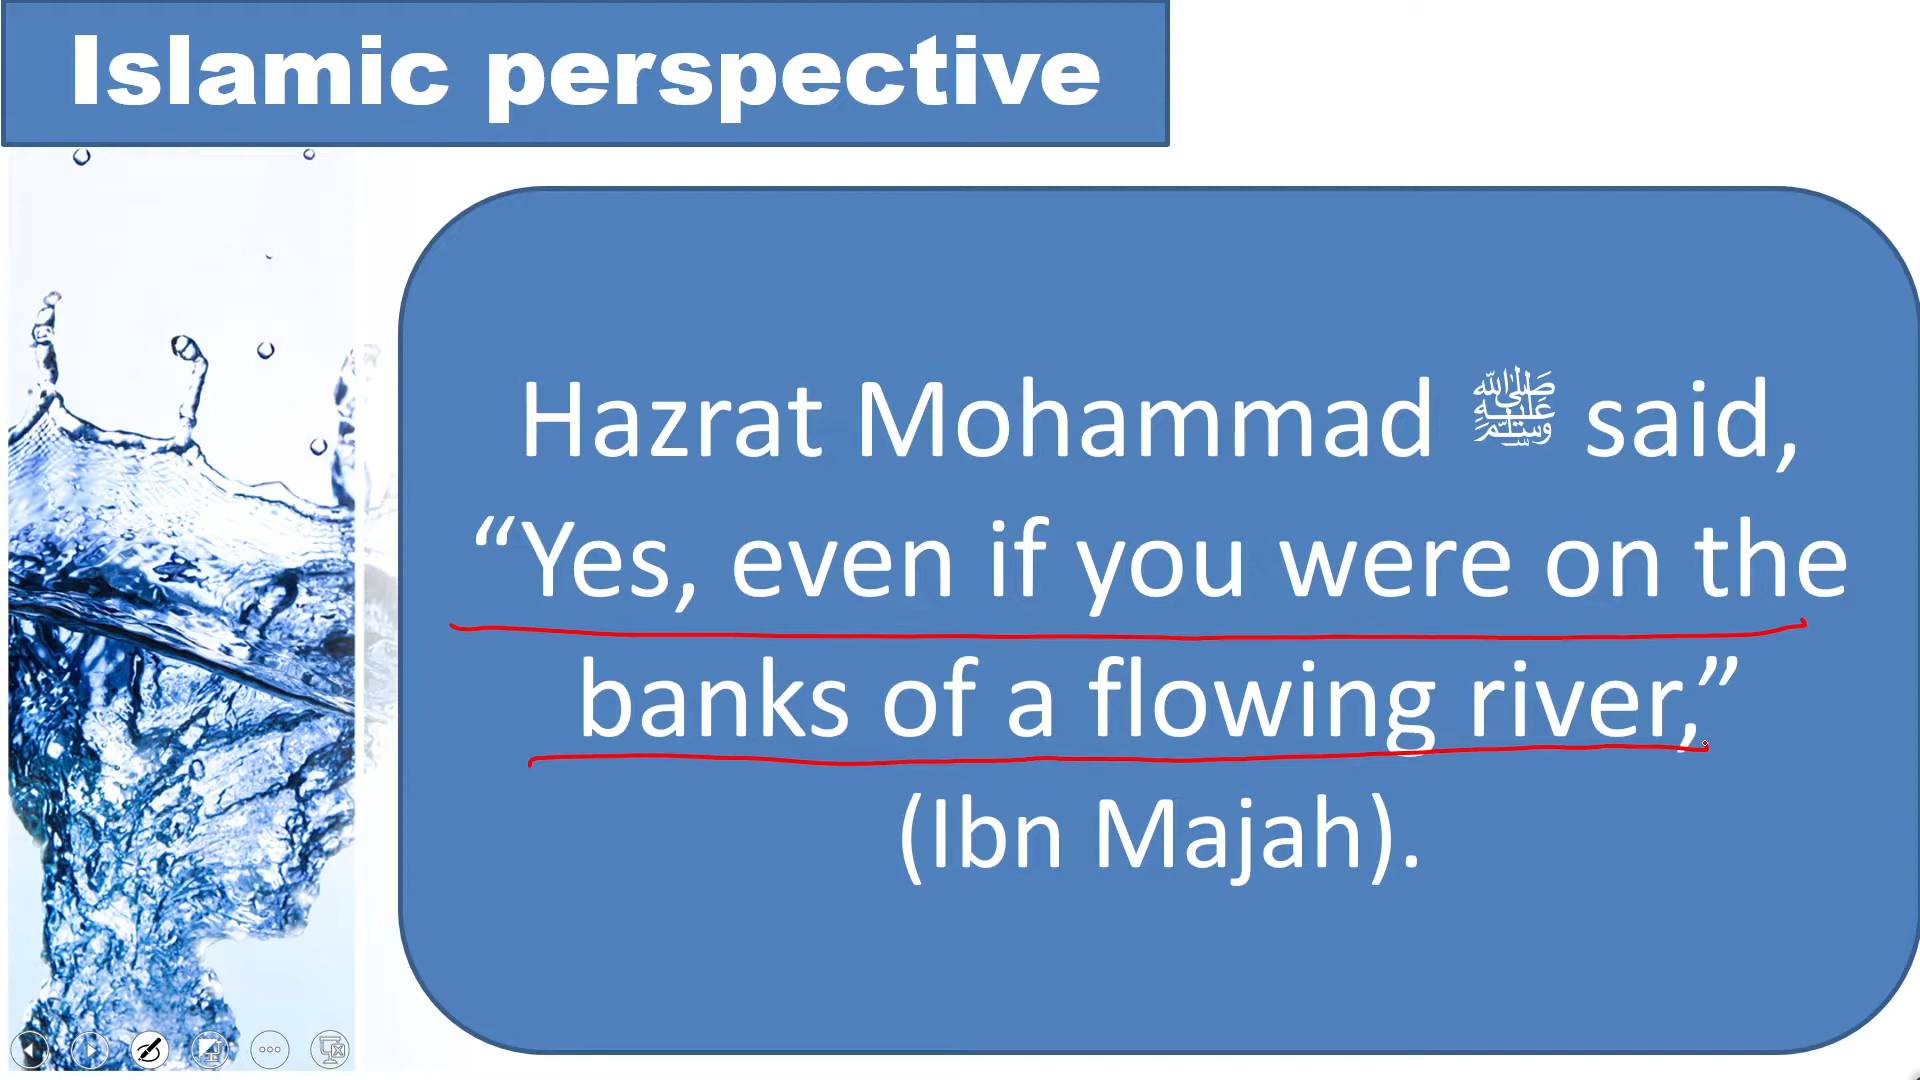 Islamic perspective
Hazrat Mohammad ﷺ said,
“Yes, even if you were on the
banks of a flowing river,”
(Ibn Majah).